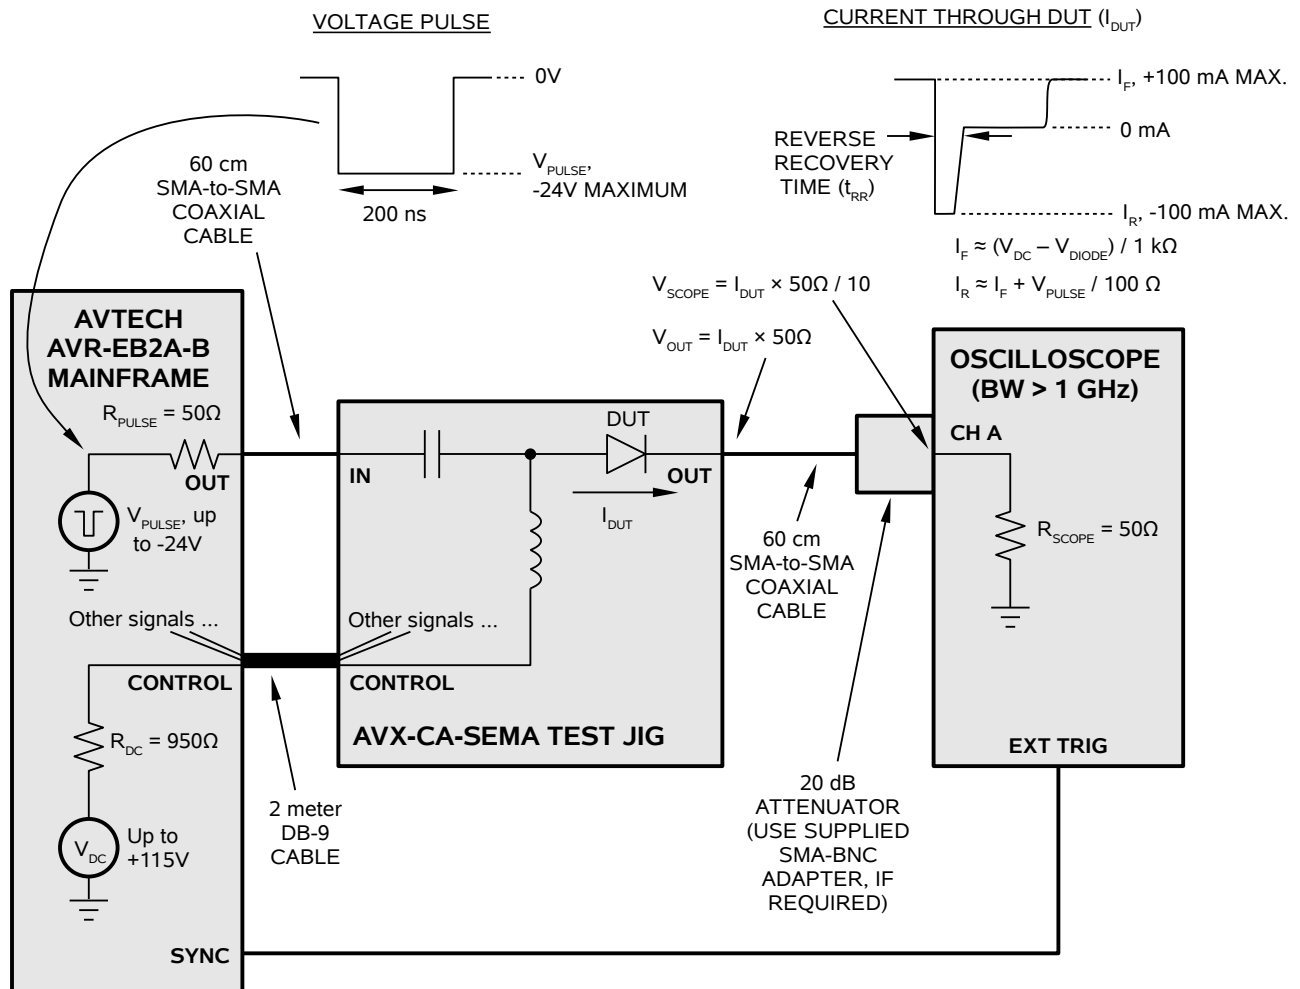 VOLTAGE PULSE
0V
V_PULSE,
-24V MAXIMUM
200 ns
CURRENT THROUGH DUT (I_DUT)
I_F, +100 mA MAX.
0 mA
REVERSE
RECOVERY
TIME (t_RR)
I_R, -100 mA MAX.
I_F ≈ (V_DC – V_DIODE) / 1 kΩ
I_R ≈ I_F + V_PULSE / 100 Ω
60 cm
SMA-to-SMA
COAXIAL
CABLE
V_SCOPE = I_DUT × 50Ω / 10
V_OUT = I_DUT × 50Ω
AVTECH
AVR-EB2A-B
MAINFRAME
R_PULSE = 50Ω
OUT
V_PULSE, up
to -24V
Other signals ...
CONTROL
R_DC = 950Ω
V_DC
Up to
+115V
SYNC
2 meter
DB-9
CABLE
IN
DUT
OUT
I_DUT
Other signals ...
CONTROL
AVX-CA-SEMA TEST JIG
60 cm
SMA-to-SMA
COAXIAL
CABLE
20 dB
ATTENUATOR
(USE SUPPLIED
SMA-BNC
ADAPTER, IF
REQUIRED)
OSCILLOSCOPE
(BW > 1 GHz)
CH A
R_SCOPE = 50Ω
EXT TRIG